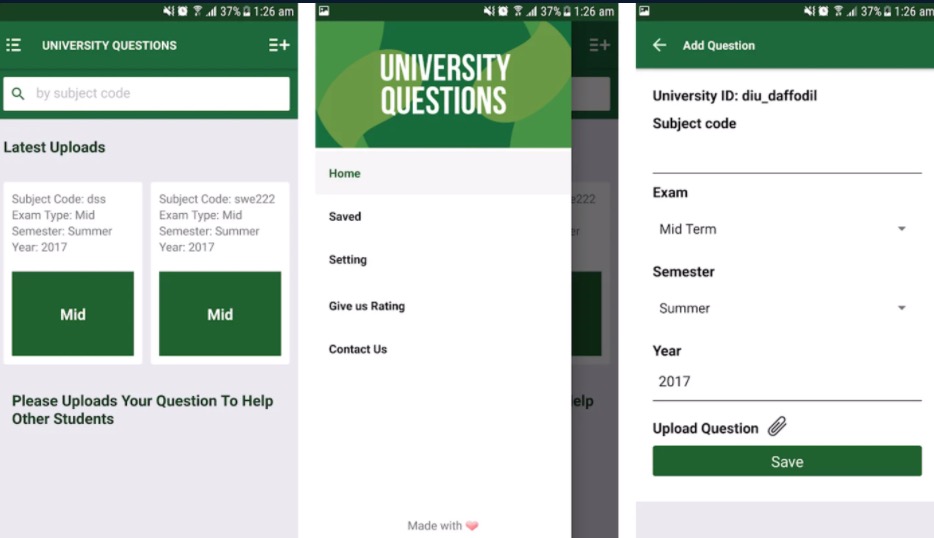 37% 1:26 am
UNIVERSITY QUESTIONS
by subject code
Latest Uploads
Subject Code: dss
Exam Type: Mid
Semester: Summer
Year: 2017
Mid
Subject Code: swe222
Exam Type: Mid
Semester: Summer
Year: 2017
Mid
Please Uploads Your Question To Help
Other Students
37% 1:26 am
UNIVERSITY
QUESTIONS
Home
Saved
Setting
Give us Rating
Contact Us
Made with
e222
er
elp
37% 1:26 am
Add Question
University ID: diu_daffodil
Subject code
Exam
Mid Term
Semester
Summer
Year
2017
Upload Question
Save